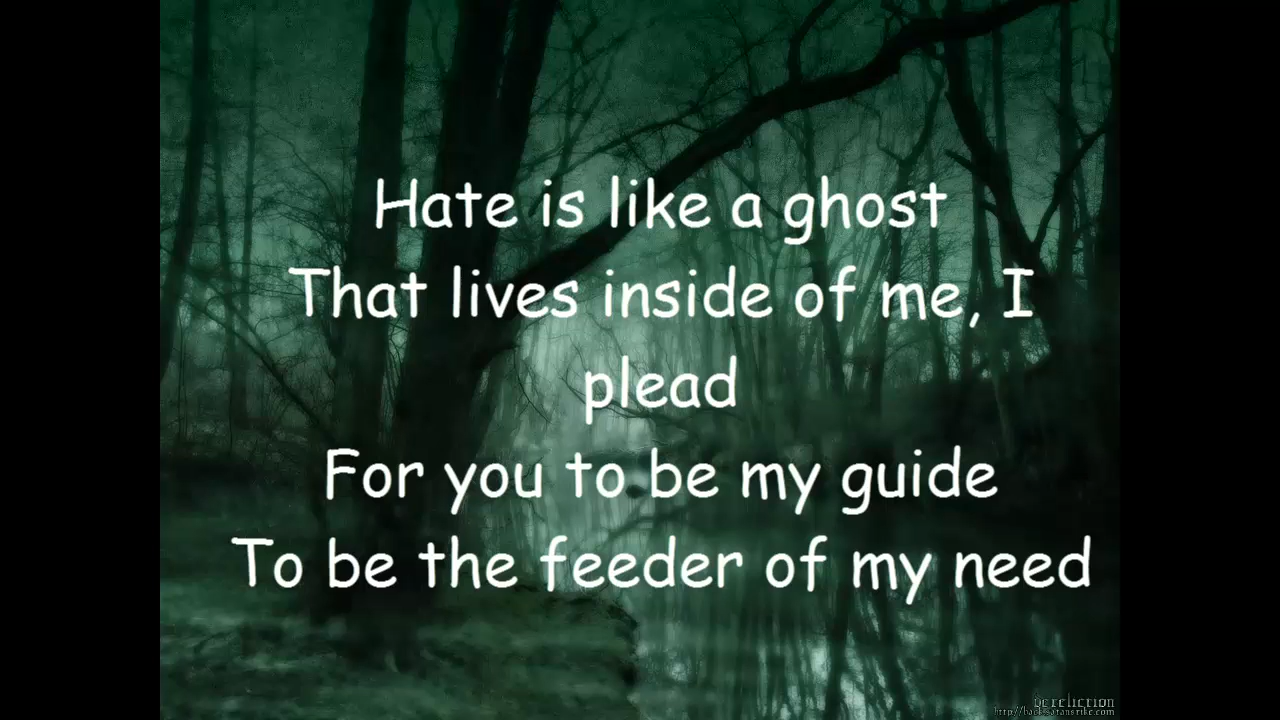 Hate is like a ghost
That lives inside of me, I
plead
For you to be my guide
To be the feeder of my need
Dereliction